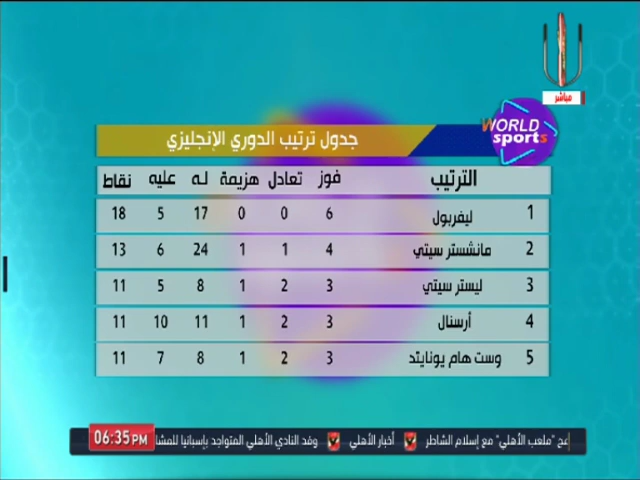 مباشر
WORLD
sports
جدول ترتيب الدوري الإنجليزي
الترتيب فوز تعادل هزيمة له عليه نقاط
1 ليفربول 6 0 0 17 5 18
2 مانشستر سيتي 4 1 1 24 6 13
3 ليستر سيتي 3 2 1 8 5 11
4 أرسنال 3 2 1 11 10 11
5 وست هام يونايتد 3 2 1 8 7 11
"ملعب الأهلي" مع إسلام الشاطر أخبار الأهلي وفد النادي الأهلي المتواجد بإسبانيا
06:35 PM